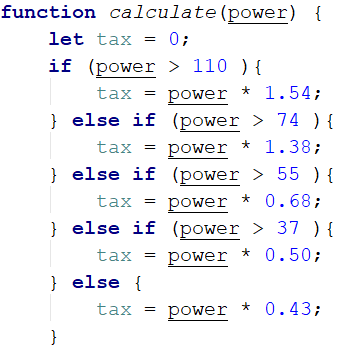 function calculate(power) {
    let tax = 0;
    if (power > 110 ){
        tax = power * 1.54;
    } else if (power > 74 ){
        tax = power * 1.38;
    } else if (power > 55 ){
        tax = power * 0.68;
    } else if (power > 37 ){
        tax = power * 0.50;
    } else {
        tax = power * 0.43;
    }